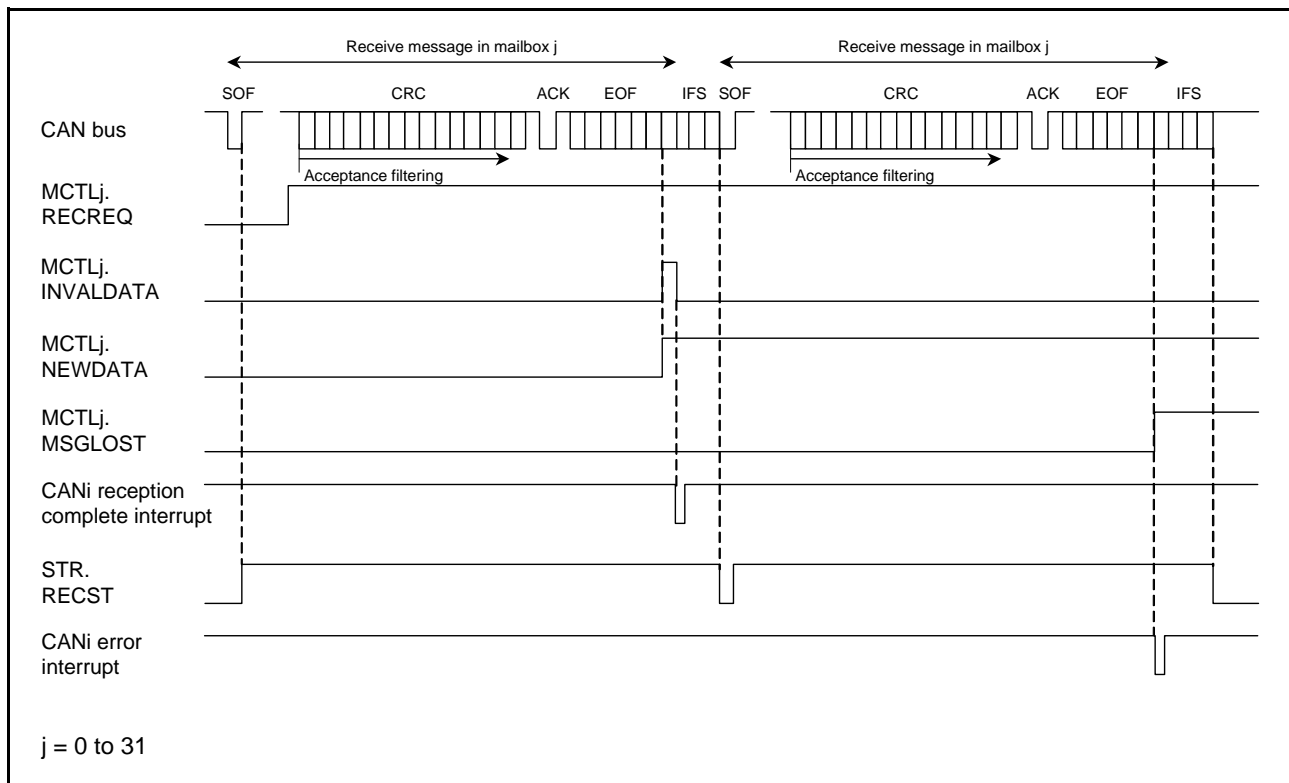 Receive message in mailbox j
Receive message in mailbox j
SOF
CRC
ACK
EOF
IFS
SOF
CRC
ACK
EOF
IFS
CAN bus
Acceptance filtering
Acceptance filtering
MCTLj.
RECREQ
MCTLj.
INVALDATA
MCTLj.
NEWDATA
MCTLj.
MSGLOST
CANi reception
complete interrupt
STR.
RECST
CANi error
interrupt
j = 0 to 31